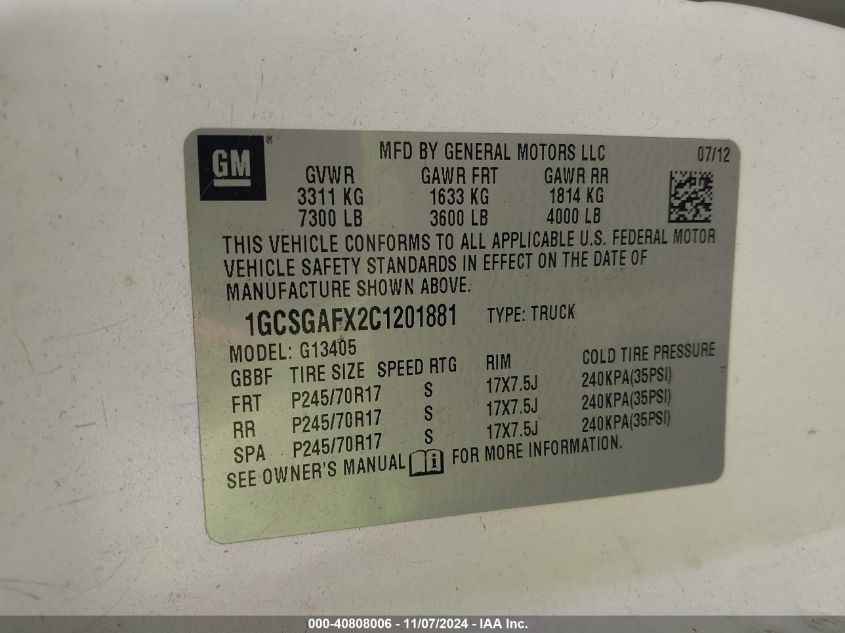 GM ®
MFD BY GENERAL MOTORS LLC 07/12
GVWR GAWR FRT GAWR RR
3311 KG 1633 KG 1814 KG
7300 LB 3600 LB 4000 LB
THIS VEHICLE CONFORMS TO ALL APPLICABLE U.S. FEDERAL MOTOR
VEHICLE SAFETY STANDARDS IN EFFECT ON THE DATE OF
MANUFACTURE SHOWN ABOVE.
1GCSGAFX2C1201881 TYPE: TRUCK
MODEL: G13405
GBBF TIRE SIZE SPEED RTG RIM COLD TIRE PRESSURE
FRT P245/70R17 S 17X7.5J 240KPA(35PSI)
RR P245/70R17 S 17X7.5J 240KPA(35PSI)
SPA P245/70R17 S 17X7.5J 240KPA(35PSI)
SEE OWNER'S MANUAL i FOR MORE INFORMATION.
000-40808006 - 11/07/2024 - IAA Inc.